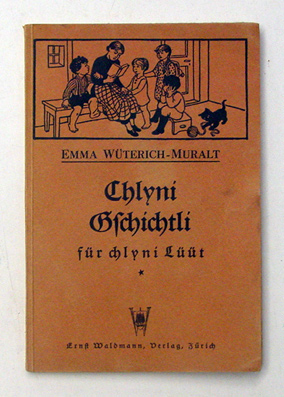 EMMA WÜTERICH-MURALT
Chlyni
Gschichtli
für chlyni Lüüt
*
Ernst Waldmann, Verlag, Zürich